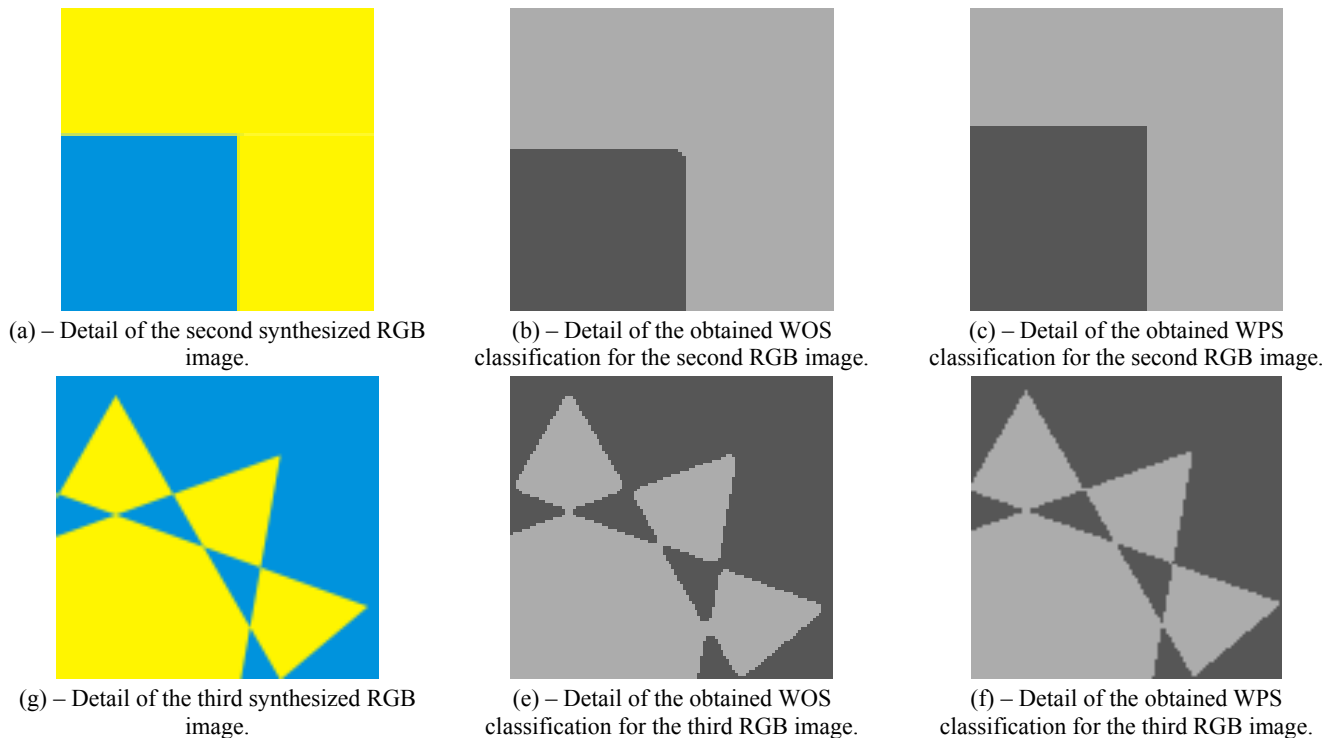 (a) – Detail of the second synthesized RGB
image.
(b) – Detail of the obtained WOS
classification for the second RGB image.
(c) – Detail of the obtained WPS
classification for the second RGB image.
(g) – Detail of the third synthesized RGB
image.
(e) – Detail of the obtained WOS
classification for the third RGB image.
(f) – Detail of the obtained WPS
classification for the third RGB image.